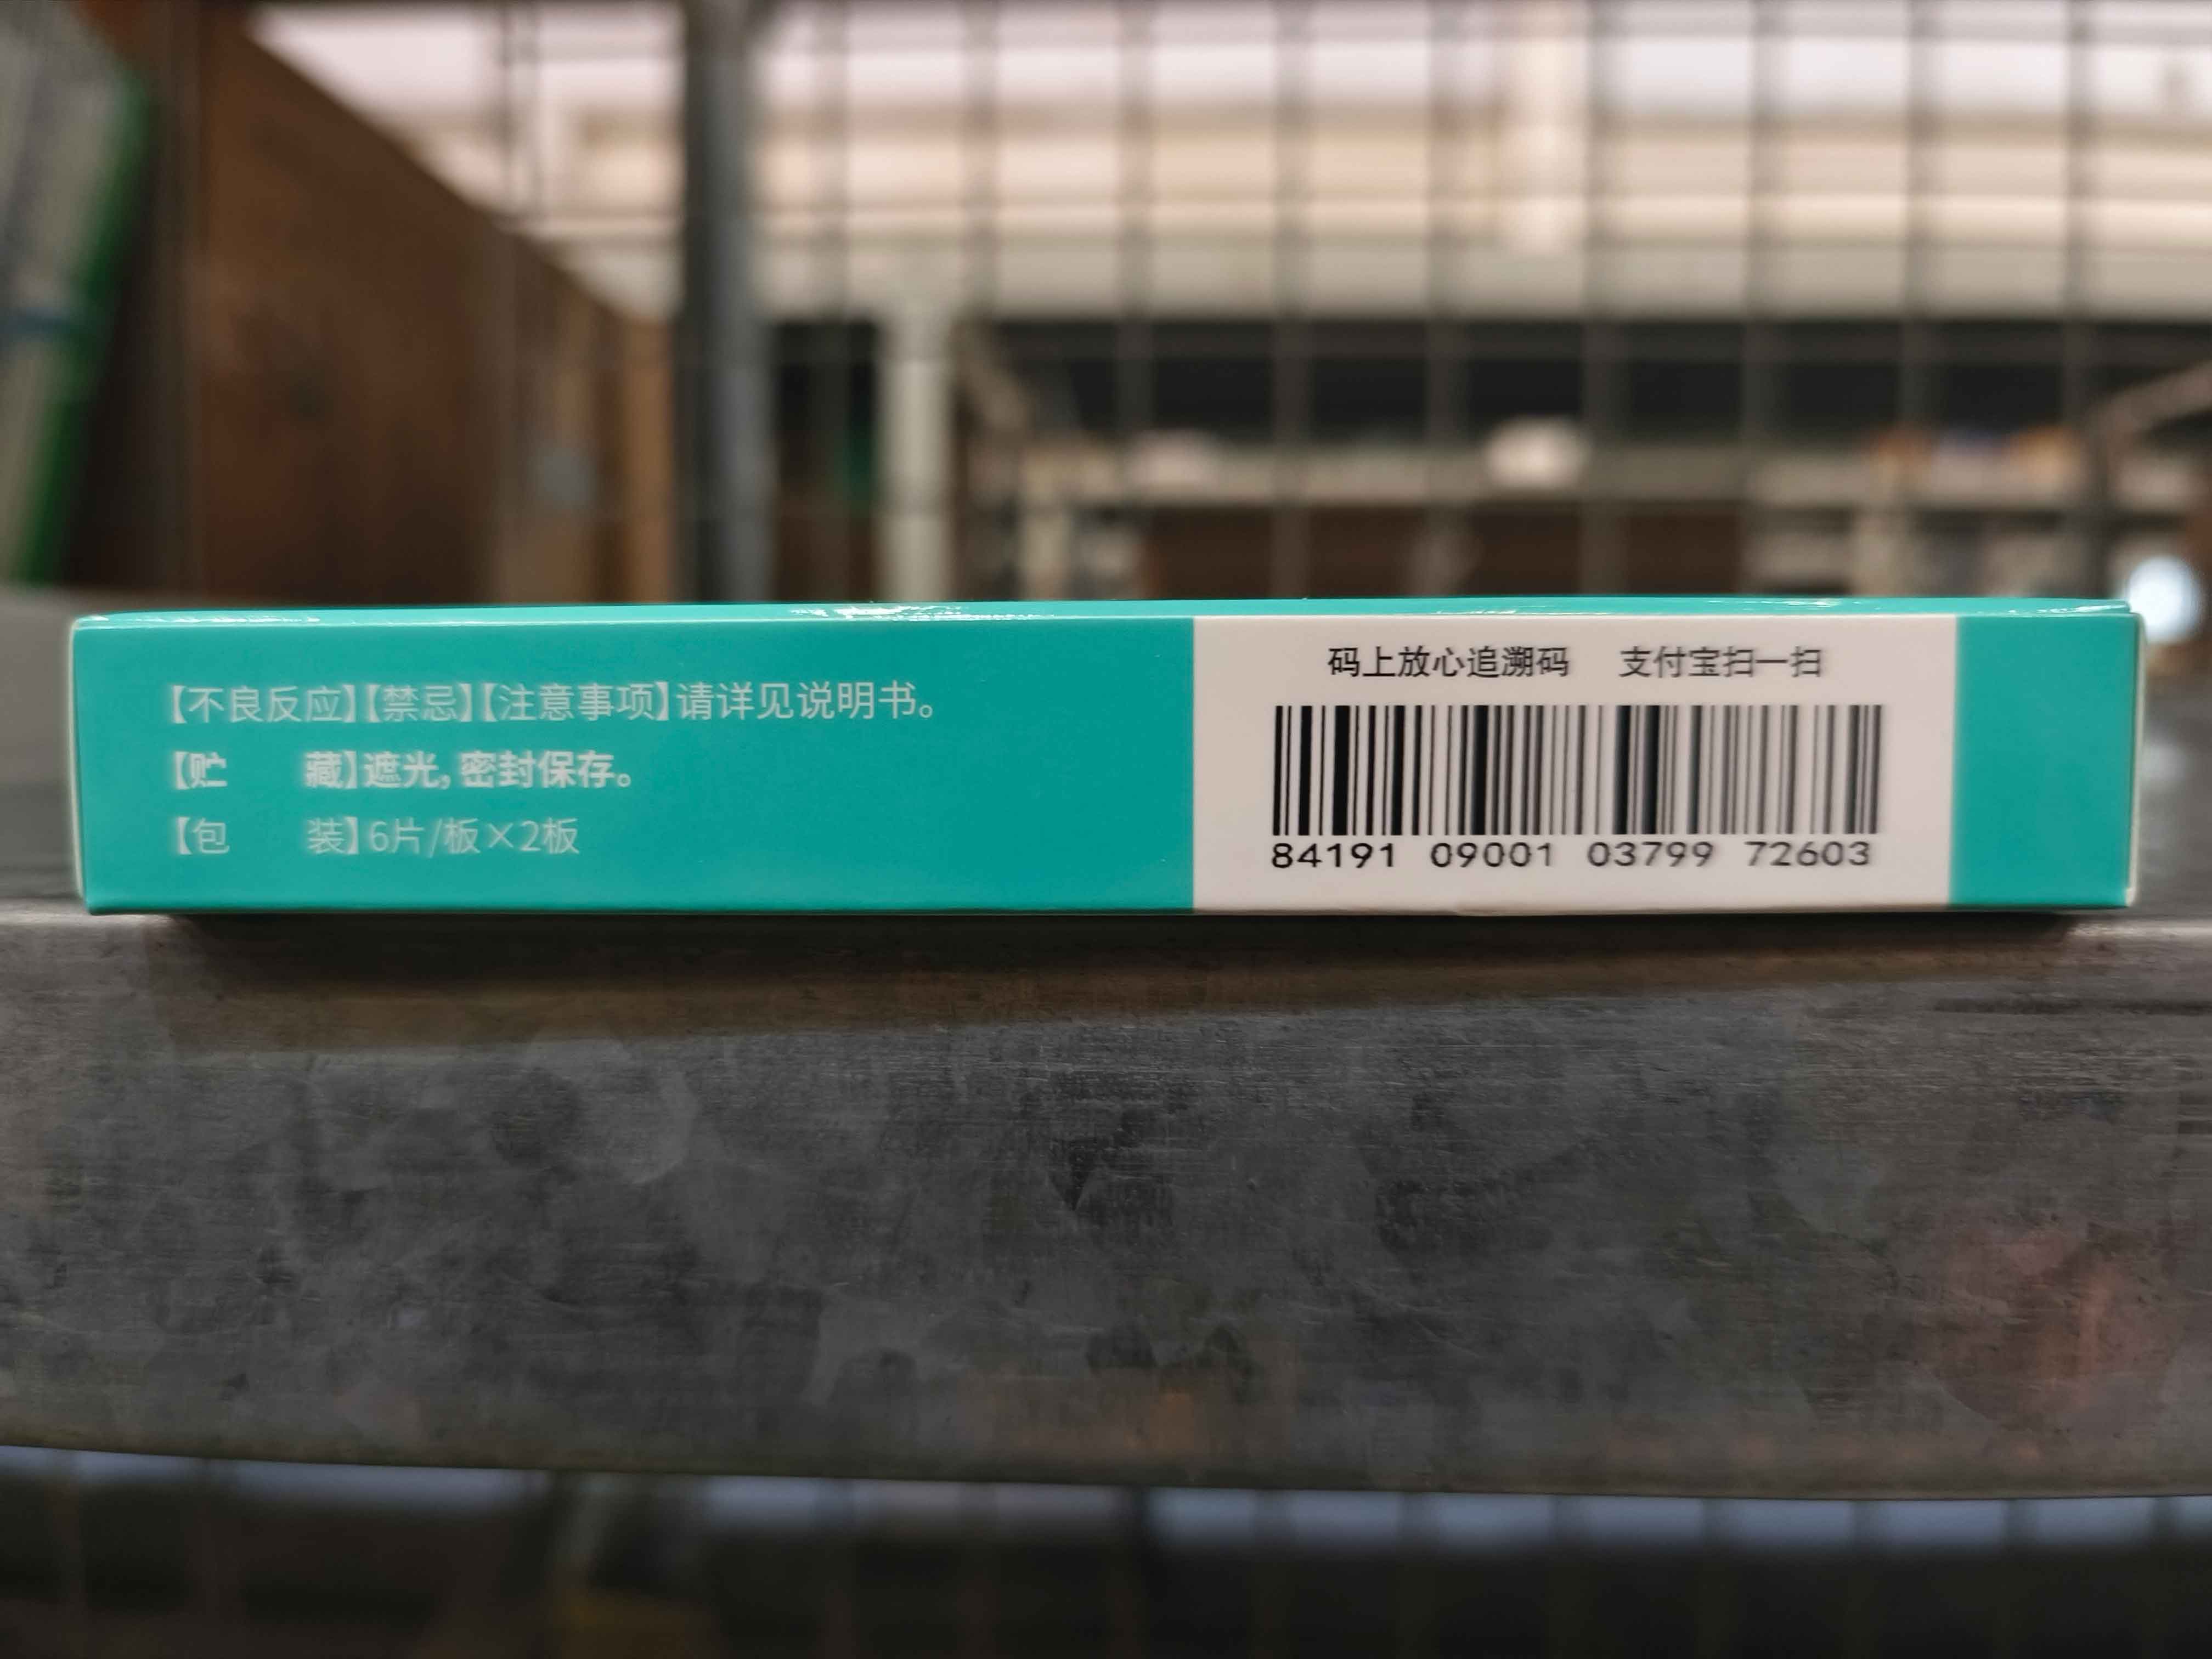 【不良反应】【禁忌】【注意事项】请详见说明书。
【贮 藏】遮光,密封保存。
【包 装】6片/板×2板
码上放心追溯码 支付宝扫一扫
84191 09001 03799 72603